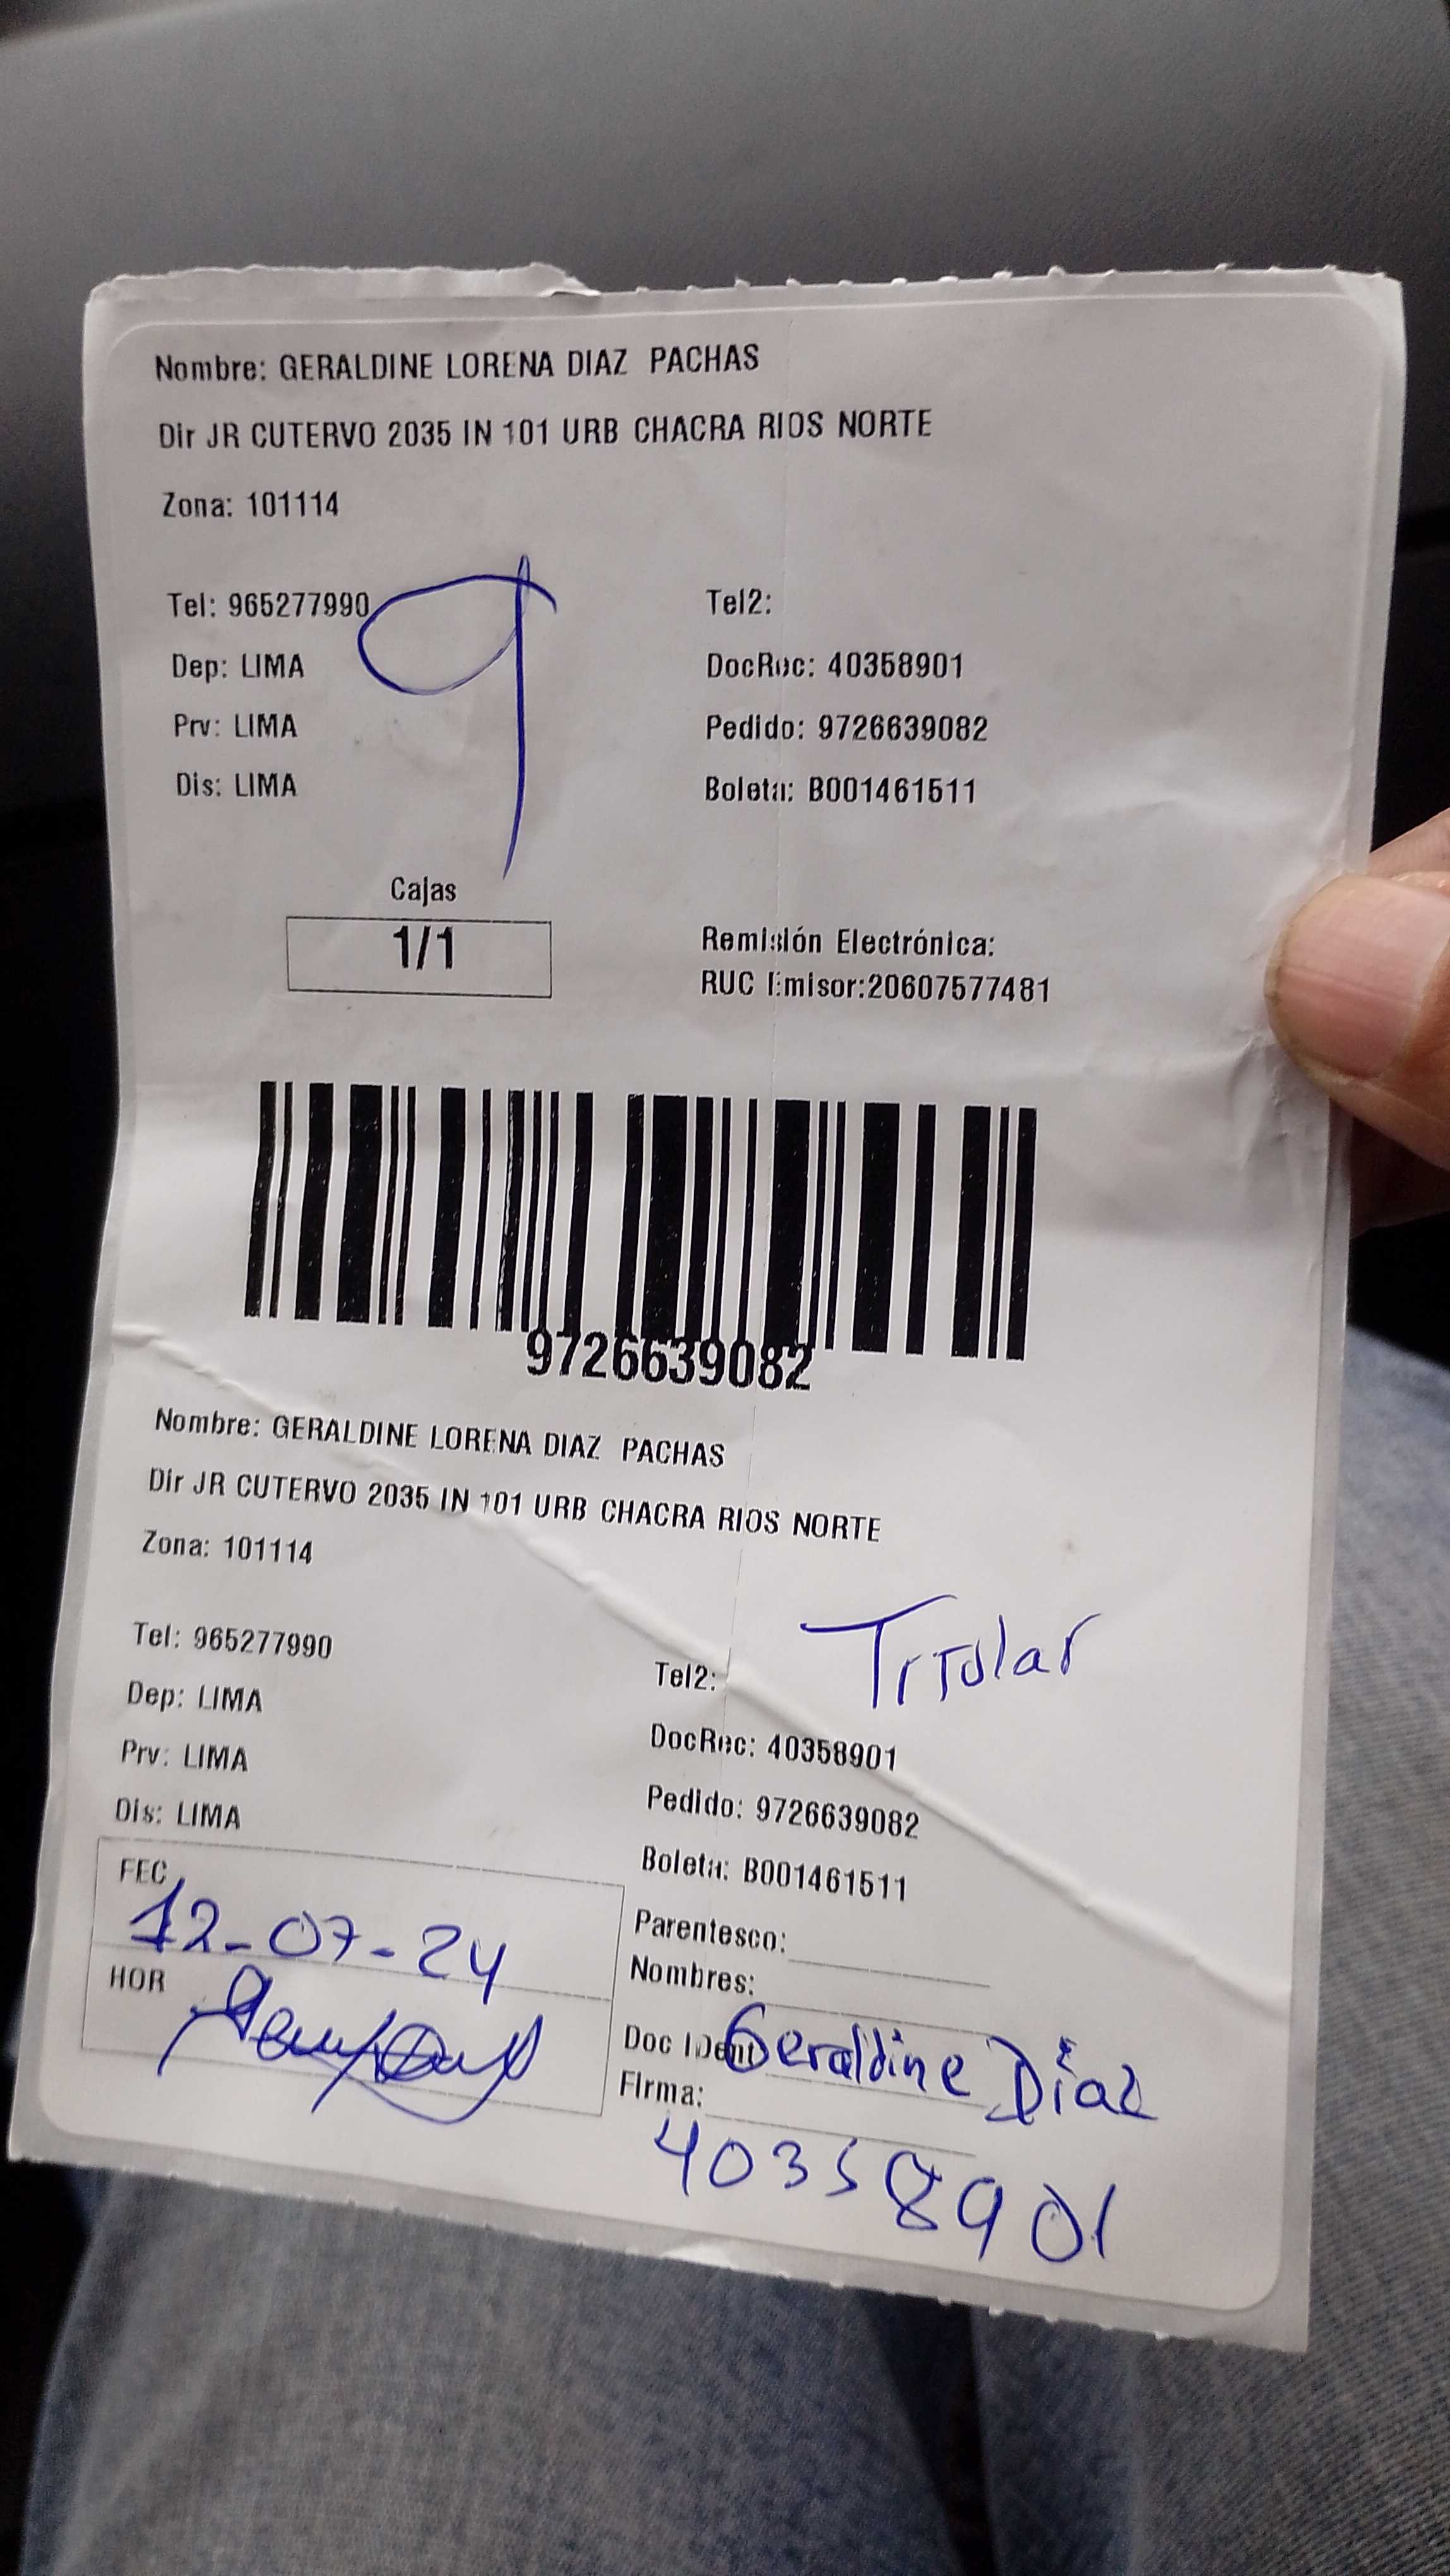 Nombre: GERALDINE LORENA DIAZ PACHAS
Dir JR CUTERVO 2035 IN 101 URB CHACRA RIOS NORTE
Zona: 101114
9
Tel: 965277990
Tel2:
Dep: LIMA
DocRec: 40358901
Prv: LIMA
Pedido: 9726639082
Dis: LIMA
Boleta: B001461511
Cajas
1/1
Remisión Electrónica:
RUC Emisor:20607577481
9726639082
Nombre: GERALDINE LORENA DIAZ PACHAS
Dir JR CUTERVO 2035 IN 101 URB CHACRA RIOS NORTE
Zona: 101114
Titular
Tel: 965277990
Tel2:
Dep: LIMA
DocRec: 40358901
Prv: LIMA
Pedido: 9726639082
Dis: LIMA
Boleta: B001461511
FEC
12-07-24
HOR
Parentesco:
Nombres:
Doc Ident
Geraldine Díaz
Firma:
40358901